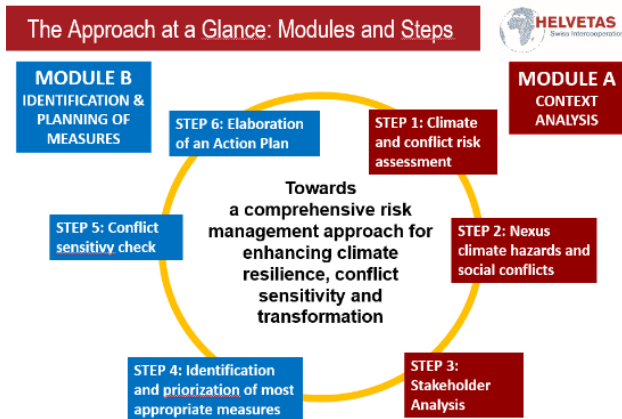 The Approach at a Glance: Modules and Steps
HELVETAS
Swiss Intercooperation
MODULE B
IDENTIFICATION &
PLANNING OF
MEASURES
MODULE A
CONTEXT
ANALYSIS
STEP 6: Elaboration
of an Action Plan
STEP 1: Climate
and conflict risk
assessment
Towards
a comprehensive risk
management approach for
enhancing climate
resilience, conflict
sensitivity and
transformation
STEP 5: Conflict
sensitivy check
STEP 2: Nexus
climate hazards and
social conflicts
STEP 4: Identification
and priorization of most
appropriate measures
STEP 3:
Stakeholder
Analysis